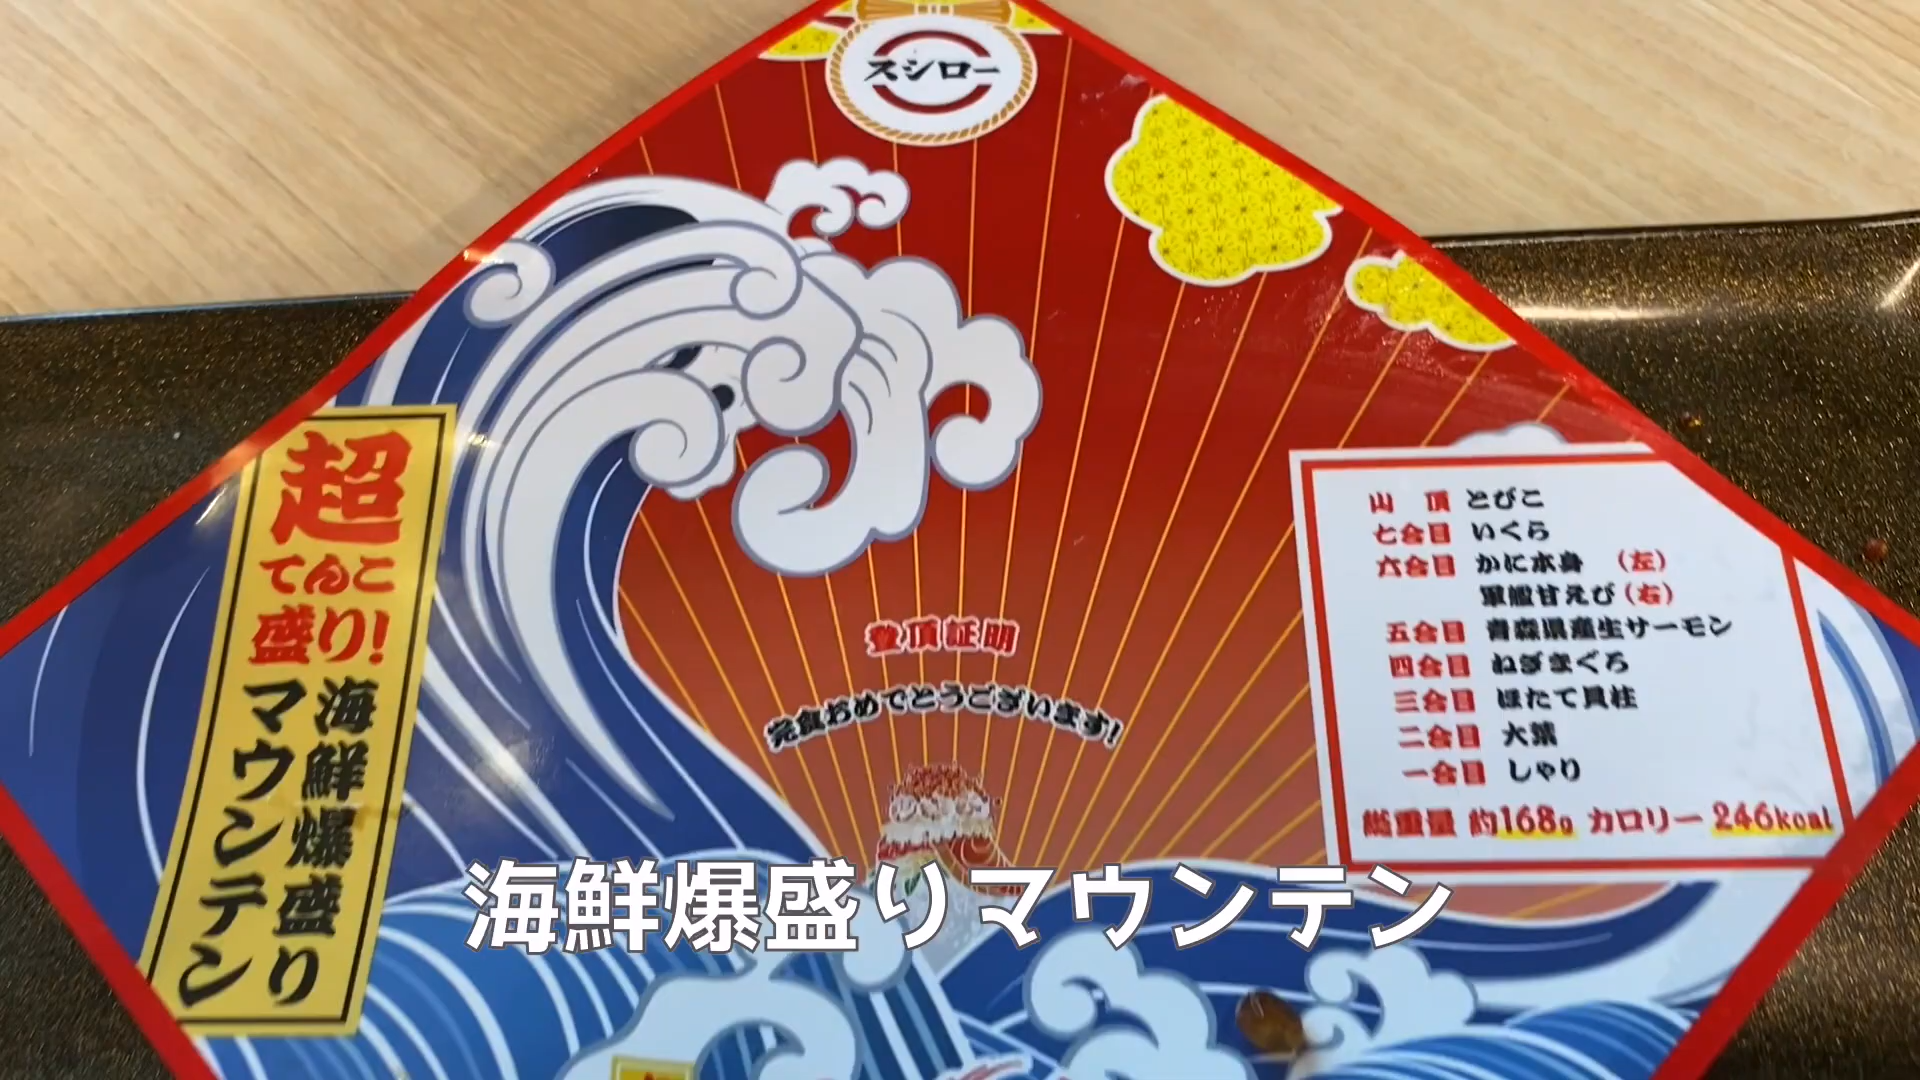 スシロー
超
てんこ
盛り!
海鮮爆盛り
マウンテン
登頂証明
完食おめでとうございます!
山 頂 とびこ
七合目 いくら
六合目 かに本身 (左)
軍艦甘えび(右)
五合目 青森県産生サーモン
四合目 ねぎまぐろ
三合目 ほたて貝柱
二合目 大葉
一合目 しゃり
総重量 約168g カロリー 246kcal
海鮮爆盛りマウンテン